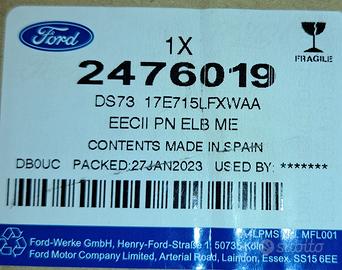 Ford
1X
FRAGILE
2476019
DS73 17E715LFXWAA
EECII PN ELB ME
CONTENTS MADE IN SPAIN
DB0UC PACKED:27JAN2023 USED BY:*******
MFL001
Ford-Werke GmbH, Henry-Ford-Straße 1, 50735 Köln
Ford Motor Company Limited, Arterial Road, Laindon, Essex. SS15 6EE
subito